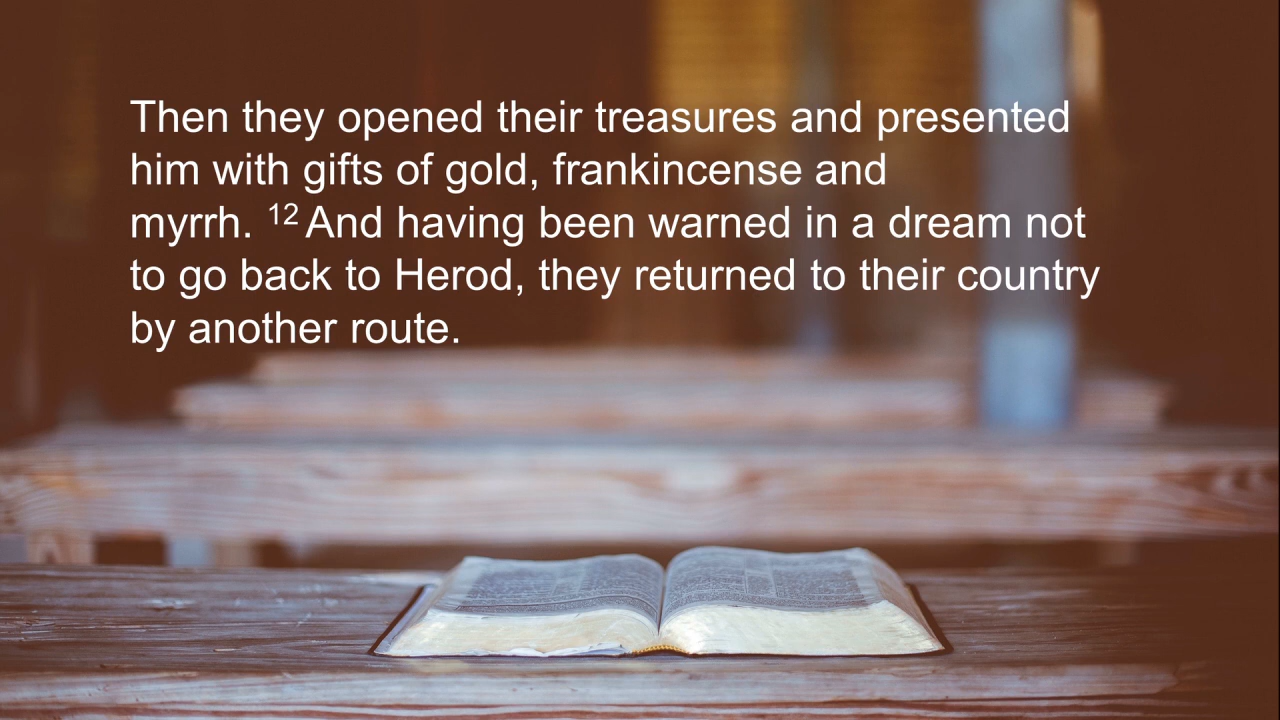 Then they opened their treasures and presented
him with gifts of gold, frankincense and
myrrh. 12 And having been warned in a dream not
to go back to Herod, they returned to their country
by another route.